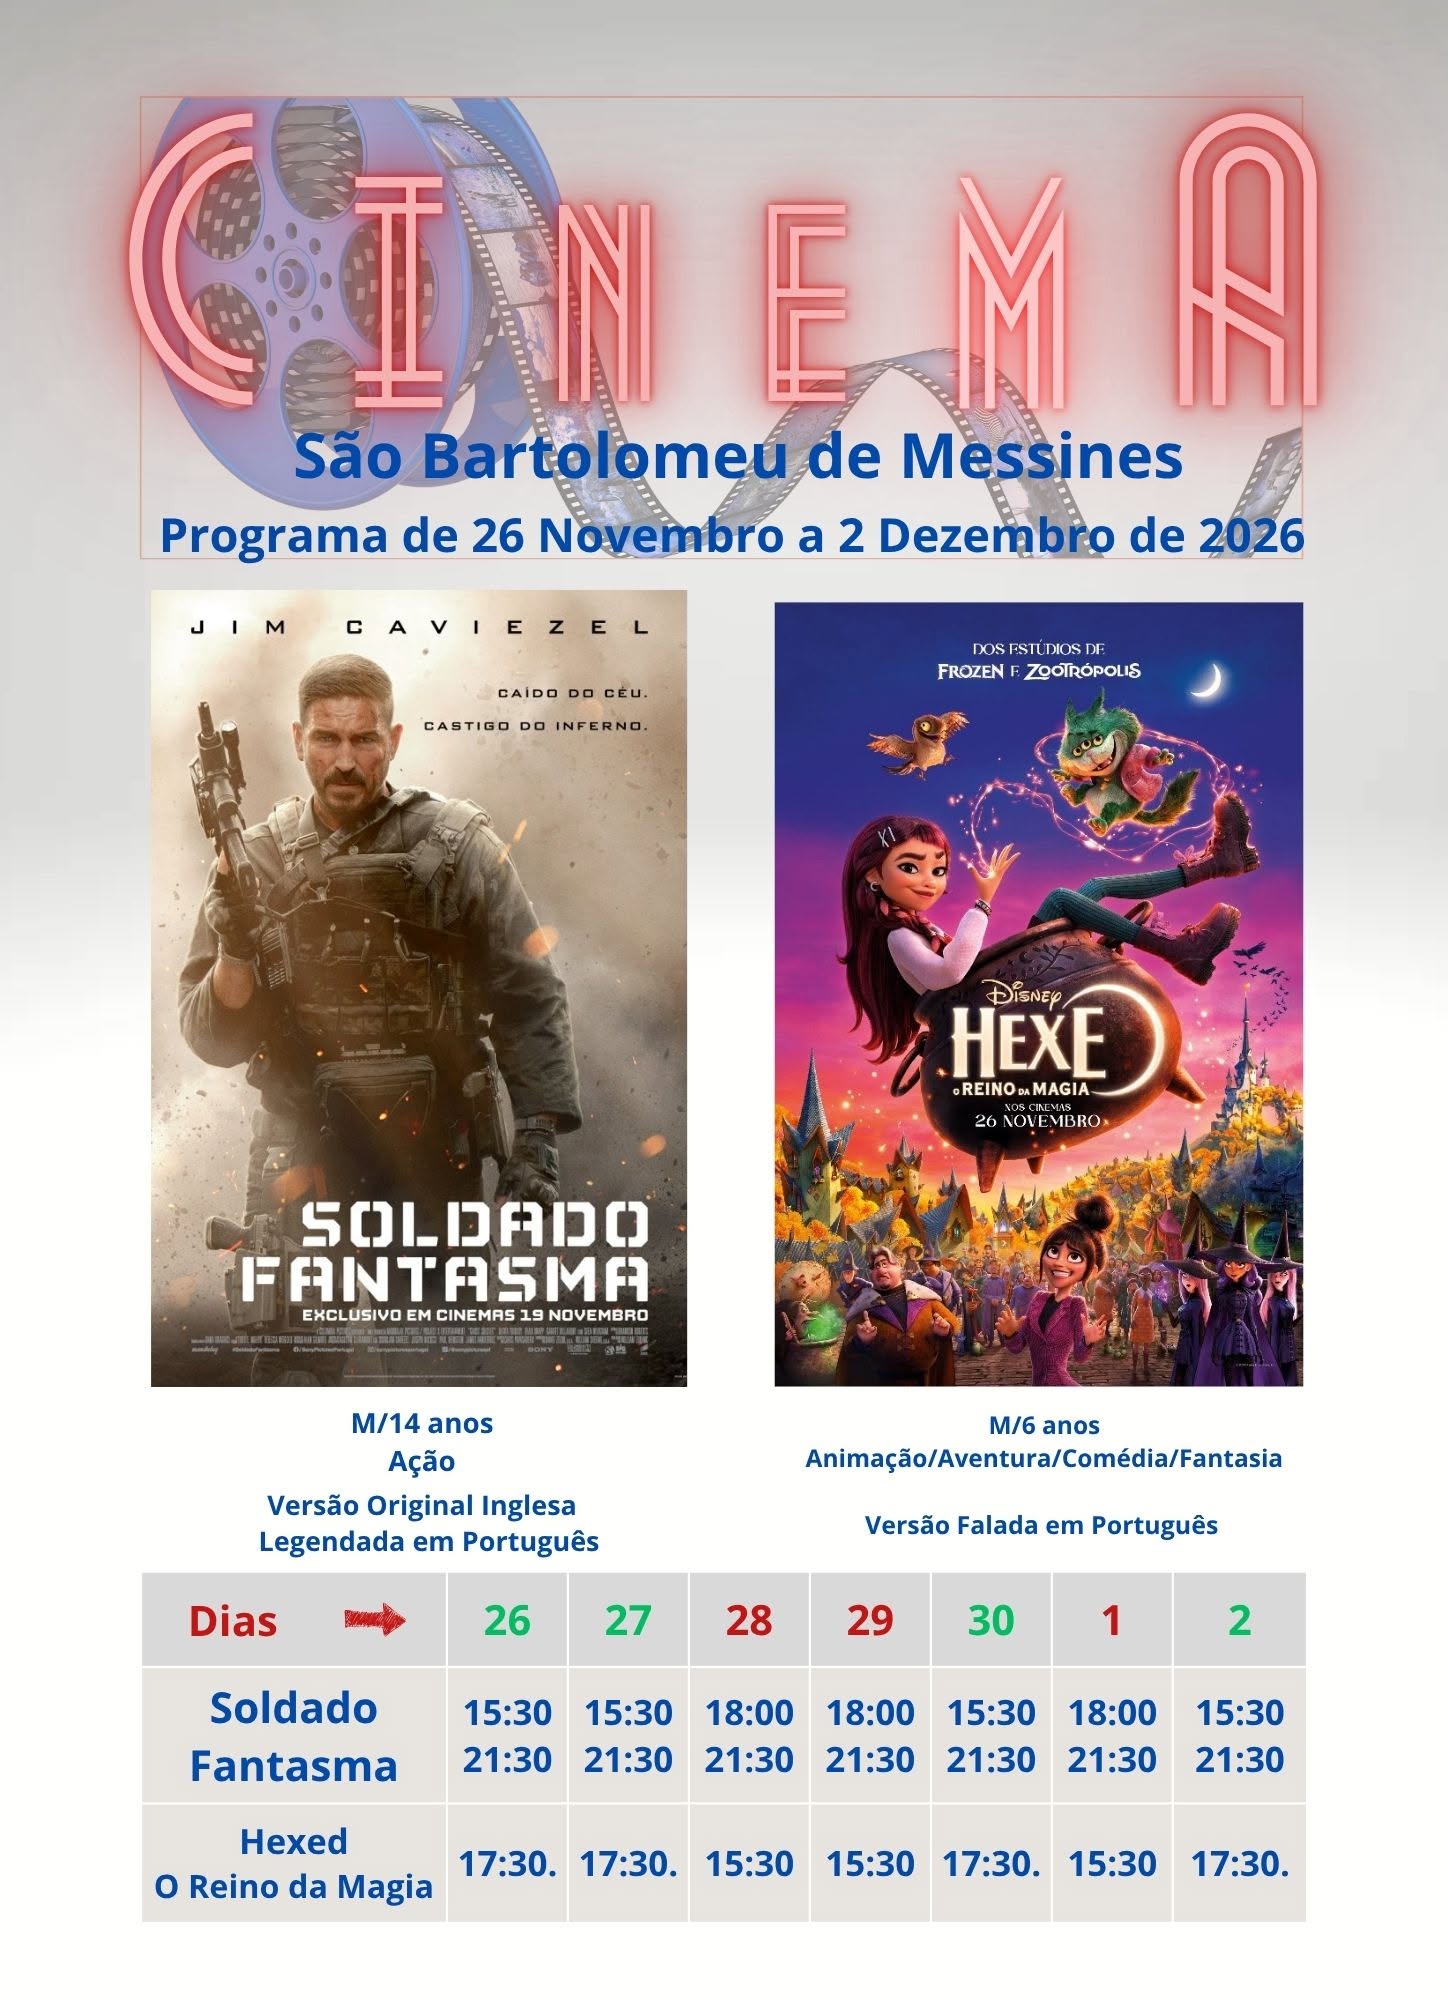 CINEMA
São Bartolomeu de Messines
Programa de 26 Novembro a 2 Dezembro de 2026
JIM CAVIEZEL
CAÍDO DO CÉU.
CASTIGO DO INFERNO.
SOLDADO
FANTASMA
EXCLUSIVO EM CINEMAS 19 NOVEMBRO
DOS ESTÚDIOS DE
FROZEN E ZOOTRÓPOLIS
DISNEY
HEXE
O REINO DA MAGIA
NOS CINEMAS
26 NOVEMBRO
M/14 anos
Ação
Versão Original Inglesa
Legendada em Português
M/6 anos
Animação/Aventura/Comédia/Fantasia
Versão Falada em Português
Dias 26 27 28 29 30 1 2
Soldado
Fantasma
15:30 15:30 18:00 18:00 15:30 18:00 15:30
21:30 21:30 21:30 21:30 21:30 21:30 21:30
Hexed
O Reino da Magia
17:30. 17:30. 15:30 15:30 17:30. 15:30 17:30.